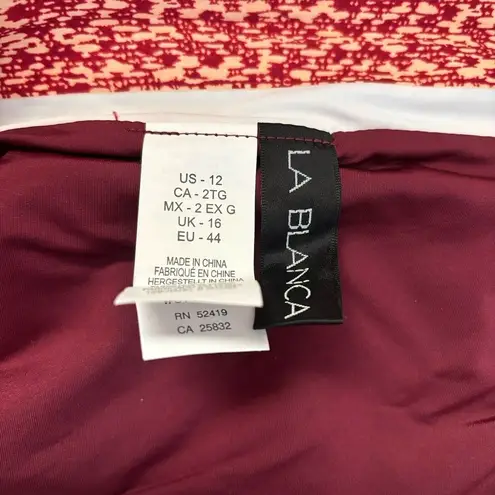 US - 12
CA - 2TG
MX - 2 EX G
UK - 16
EU - 44
MADE IN CHINA
FABRIQUÉ EN CHINE
HERGESTELLT IN CHINA
RN 52419
CA 25832
LA BLANCA